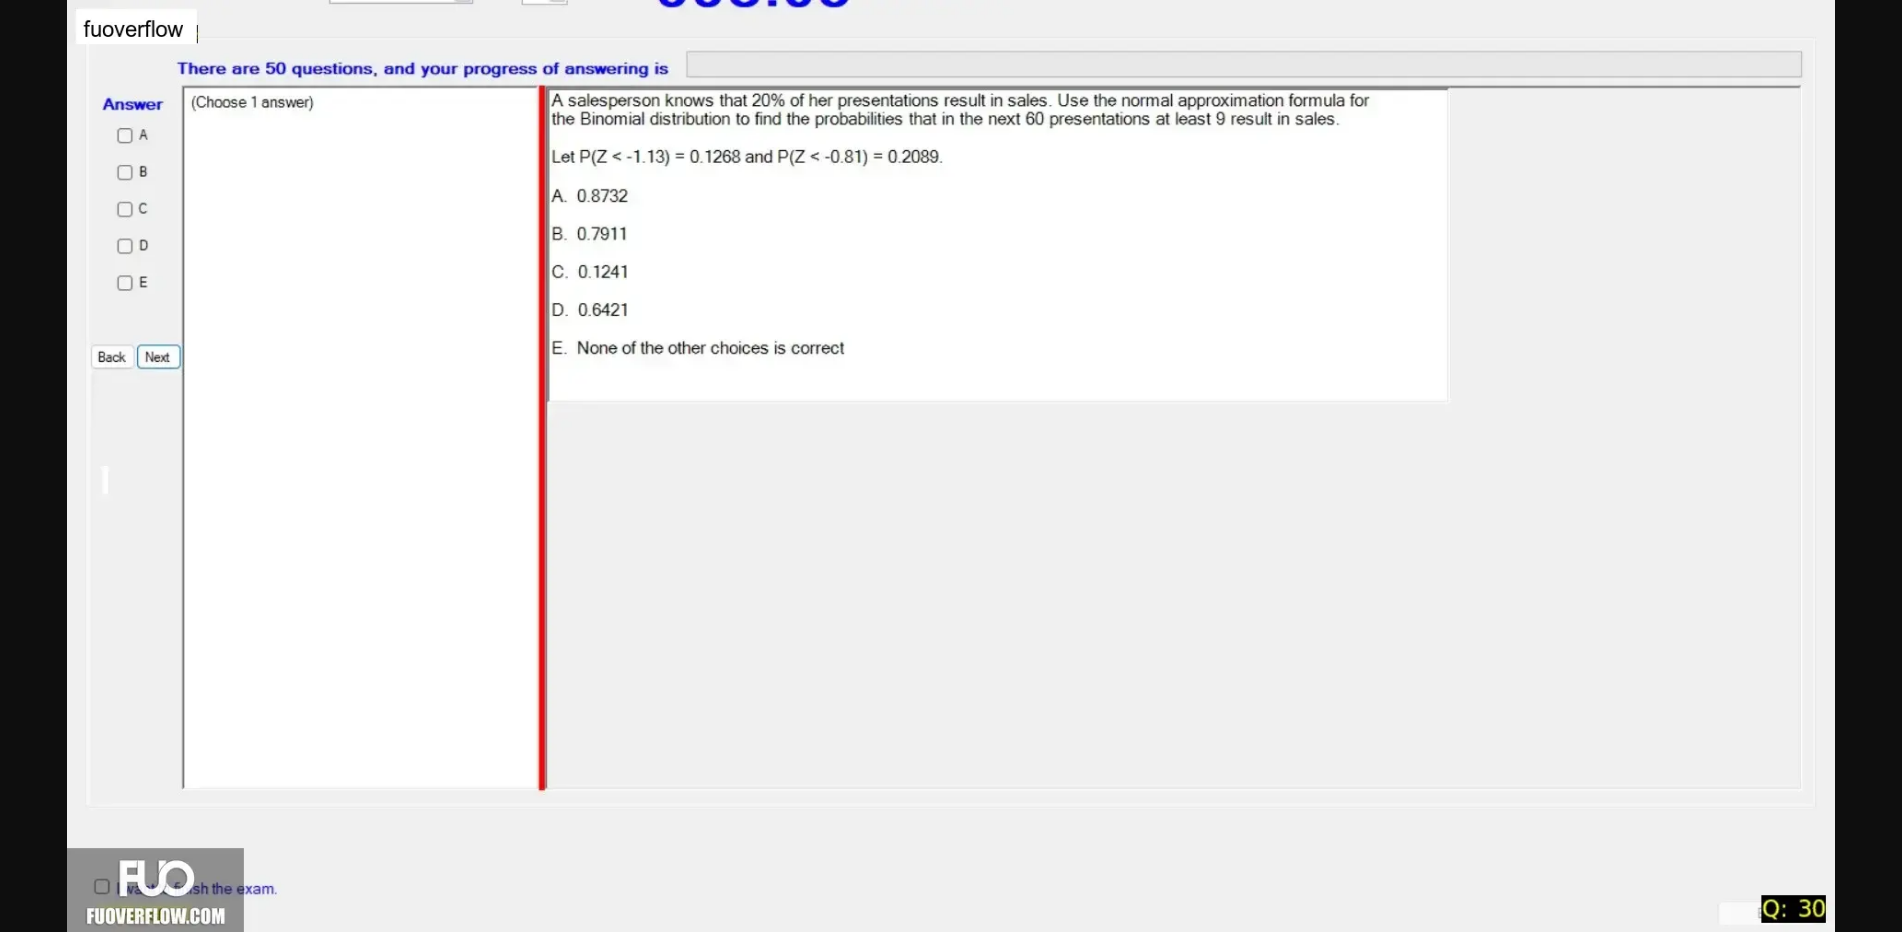 fuoverflow
There are 50 questions, and your progress of answering is
Answer
(Choose 1 answer)
A
B
C
D
E
Back Next
A salesperson knows that 20% of her presentations result in sales. Use the normal approximation formula for
the Binomial distribution to find the probabilities that in the next 60 presentations at least 9 result in sales.
Let P(Z < -1.13) = 0.1268 and P(Z < -0.81) = 0.2089.
A. 0.8732
B. 0.7911
C. 0.1241
D. 0.6421
E. None of the other choices is correct
FUO
the exam.
FUOVERFLOW.COM
Q: 30